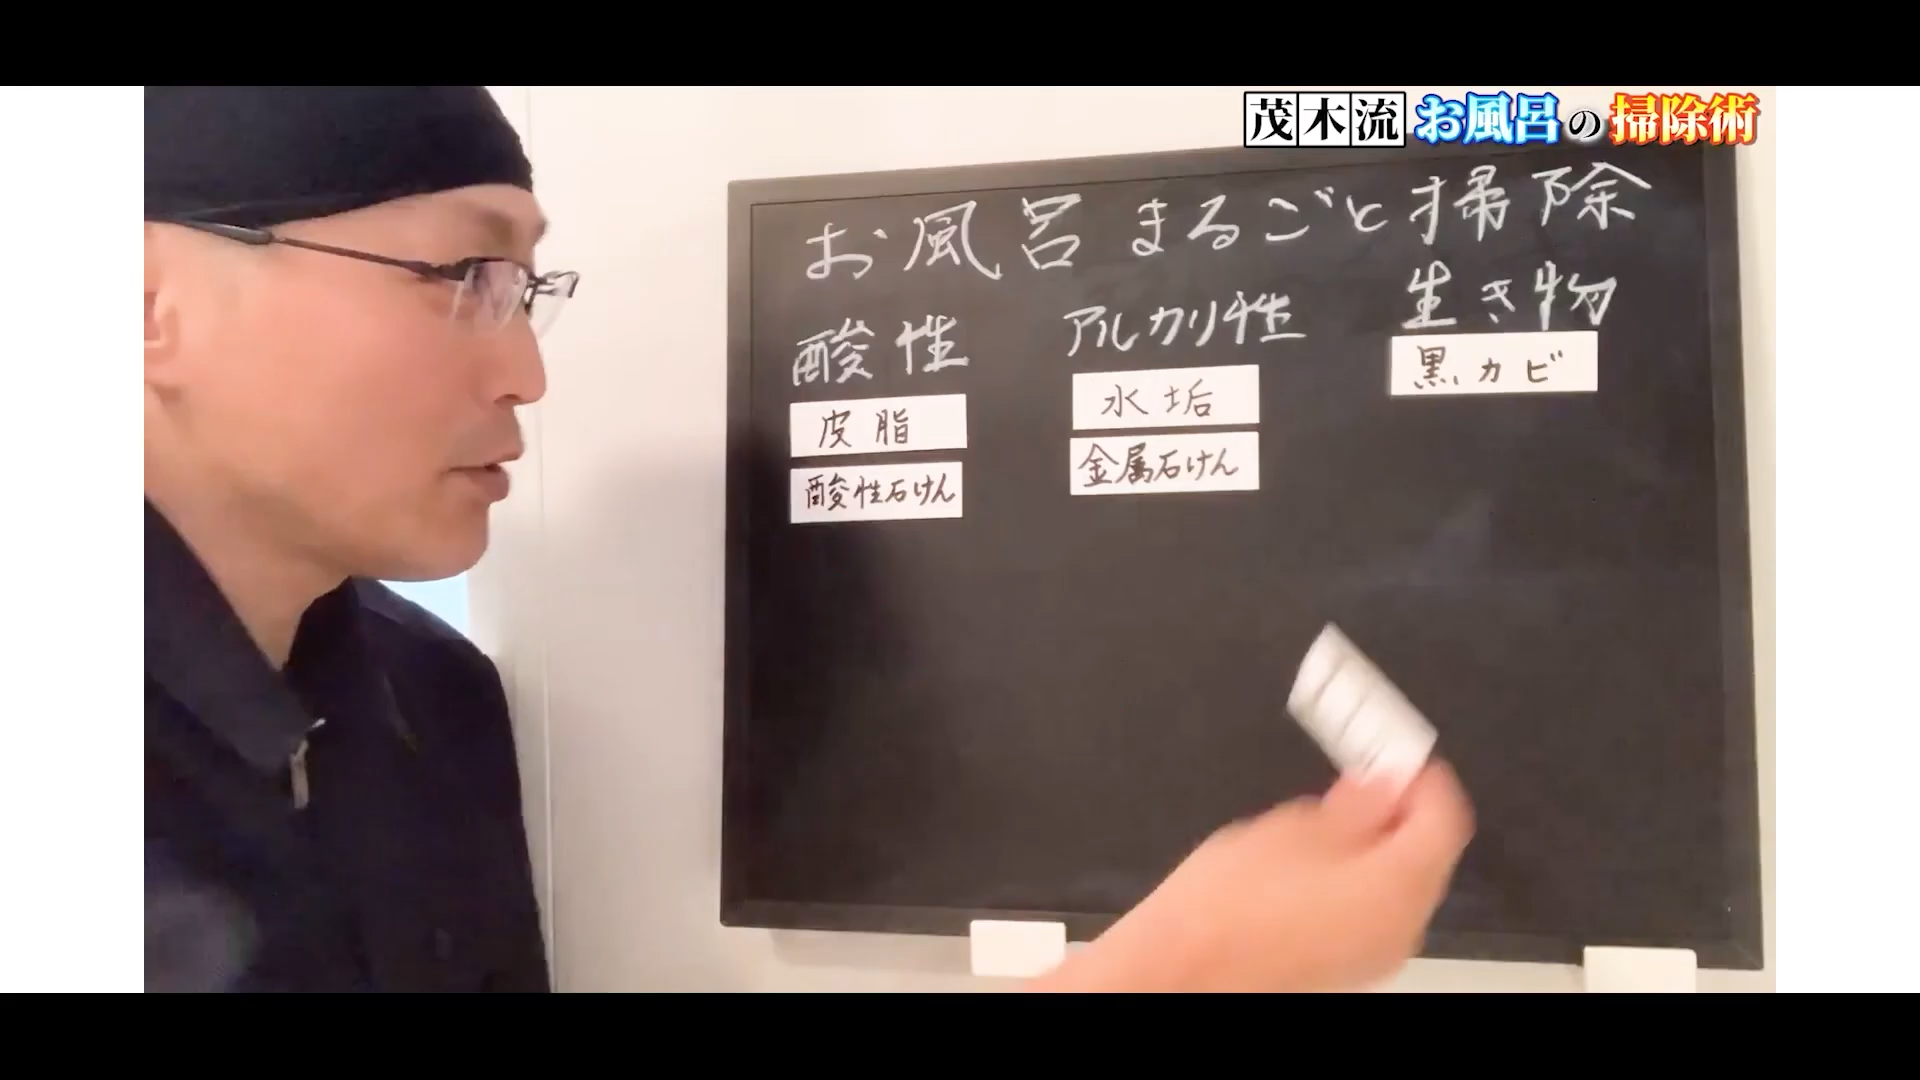 茂木流 お風呂の掃除術
お風呂まるごと掃除
酸性
アルカリ性
生き物
皮脂
酸性石けん
水垢
金属石けん
黒カビ